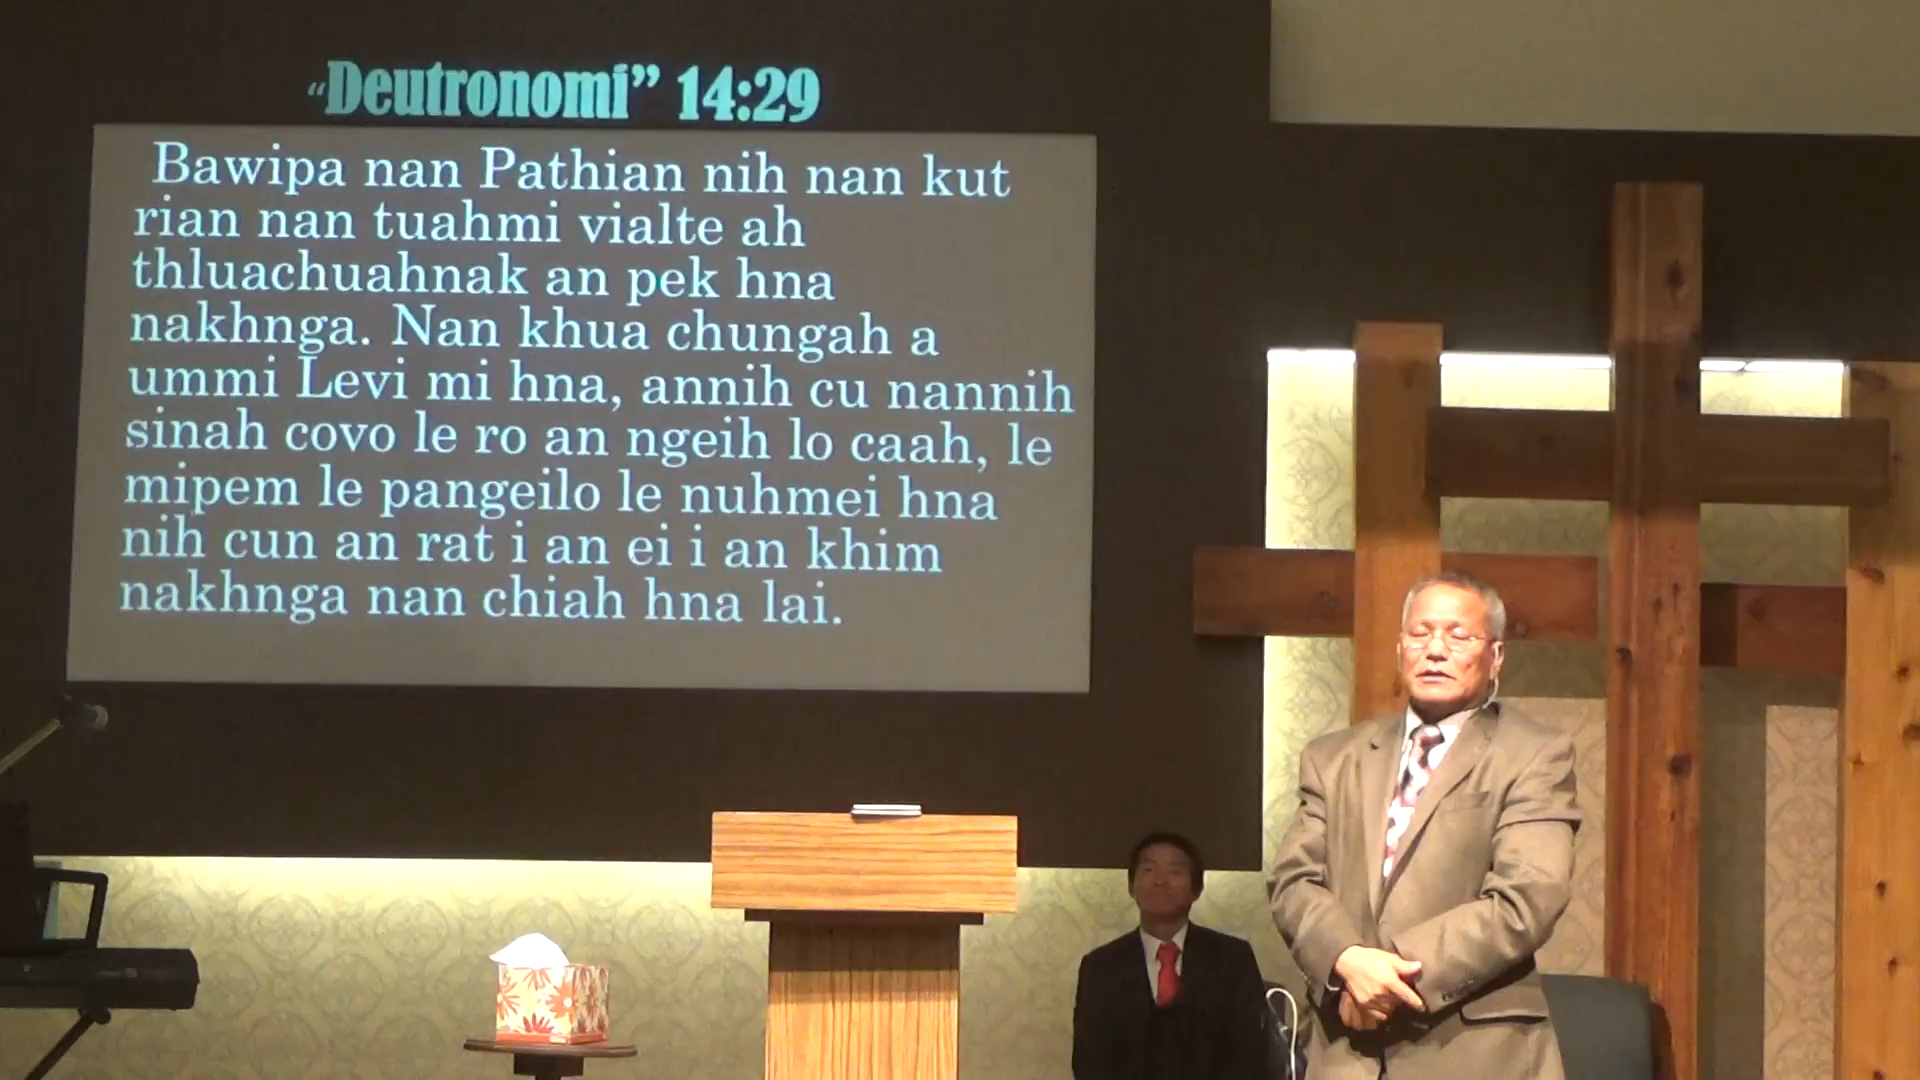 “Deutronomi” 14:29
Bawipa nan Pathian nih nan kut
rian nan tuahmi vialte ah
thluachuahnak an pek hna
nakhnga. Nan khua chungah a
ummi Levi mi hna, annih cu nannih
sinah covo le ro an ngeih lo caah, le
mipem le pangeilo le nuhmei hna
nih cun an rat i an ei i an khim
nakhnga nan chiah hna lai.